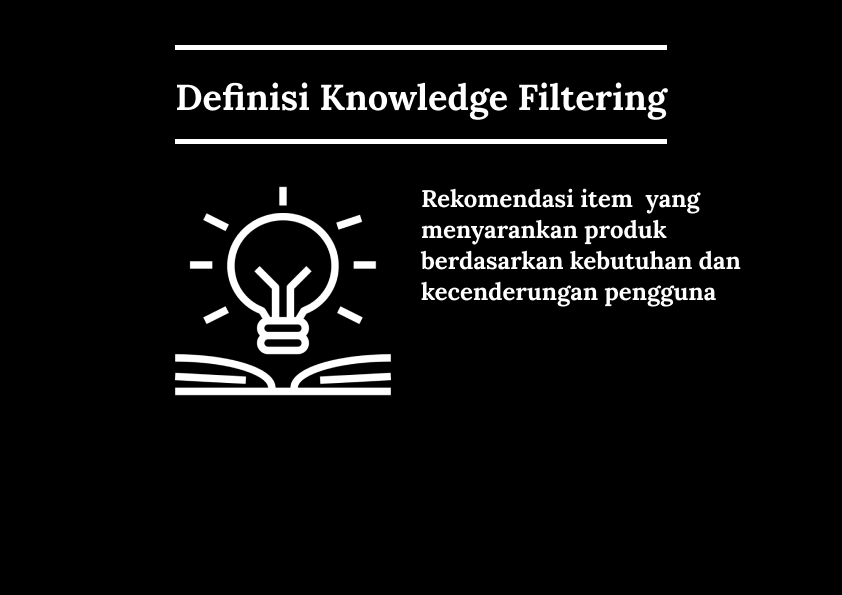 Definisi Knowledge Filtering
Rekomendasi item  yang
menyarankan produk
berdasarkan kebutuhan dan
kecenderungan pengguna